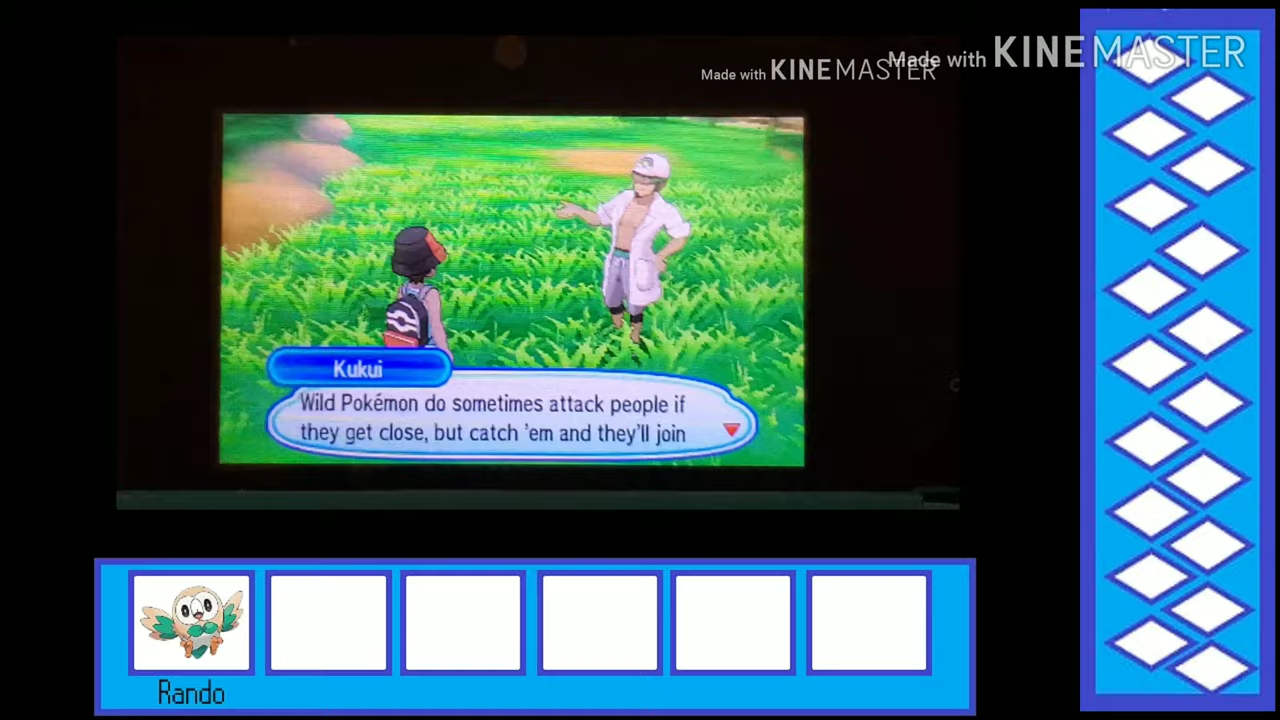 Made with KINEMASTER
Made with KINEMASTER
Kukui
Wild Pokémon do sometimes attack people if
they get close, but catch 'em and they'll join
Rando